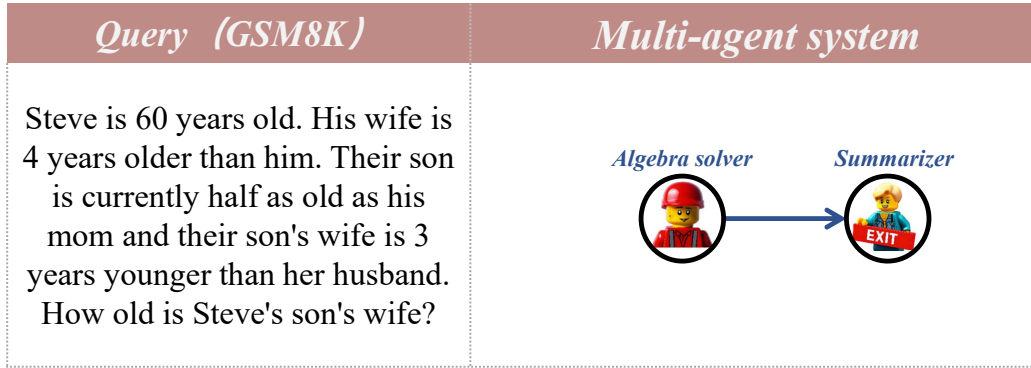 Query（GSM8K）
Multi-agent system
Steve is 60 years old. His wife is
4 years older than him. Their son
is currently half as old as his
mom and their son's wife is 3
years younger than her husband.
How old is Steve's son's wife?
Algebra solver
Summarizer
EXIT